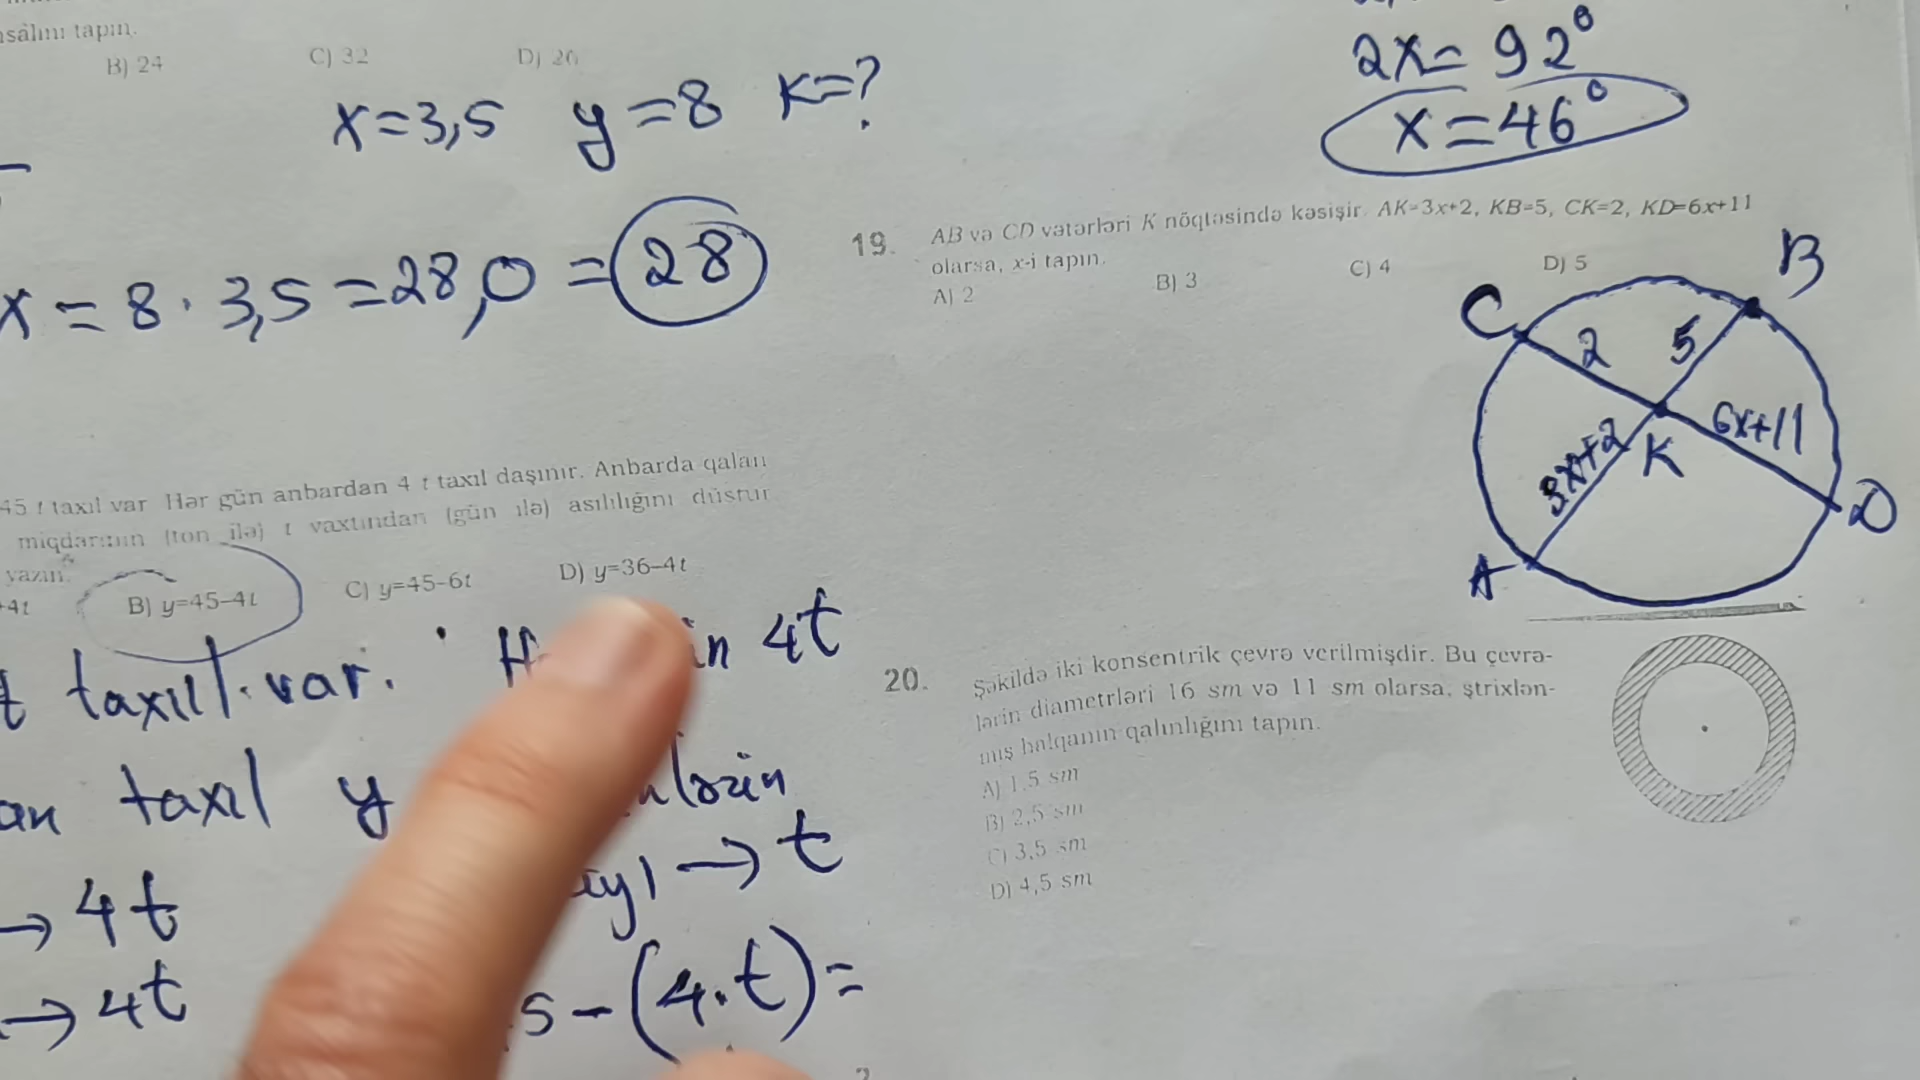 tapın.
B) 24 C) 32 D) 26
x=3,5 y=8 K=?
x = 8 · 3,5 = 28,0 = 28
45 t taxıl var. Hər gün anbardan 4 t taxıl daşınır. Anbarda qalan
miqdarının (ton ilə) t vaxtından (gün ilə) asılılığını düstur
yazın.
+4t B) y=45–4t C) y=45–6t D) y=36–4t
t taxıl var. 4t
taxıl y
→ t
→ 4t
→ 4t
5 – (4·t) =
2x = 92°
x = 46°
19. AB və CD vətərləri K nöqtəsində kəsişir. AK=3x+2, KB=5, CK=2, KD=6x+11
olarsa, x-i tapın.
A) 2 B) 3 C) 4 D) 5
C B
2 5
3x+2 K 6x+11
A D
20. Şəkildə iki konsentrik çevrə verilmişdir. Bu çevrə-
lərin diametrləri 16 sm və 11 sm olarsa, ştrixlən-
miş halqanın qalınlığını tapın.
A) 1,5 sm
B) 2,5 sm
C) 3,5 sm
D) 4,5 sm